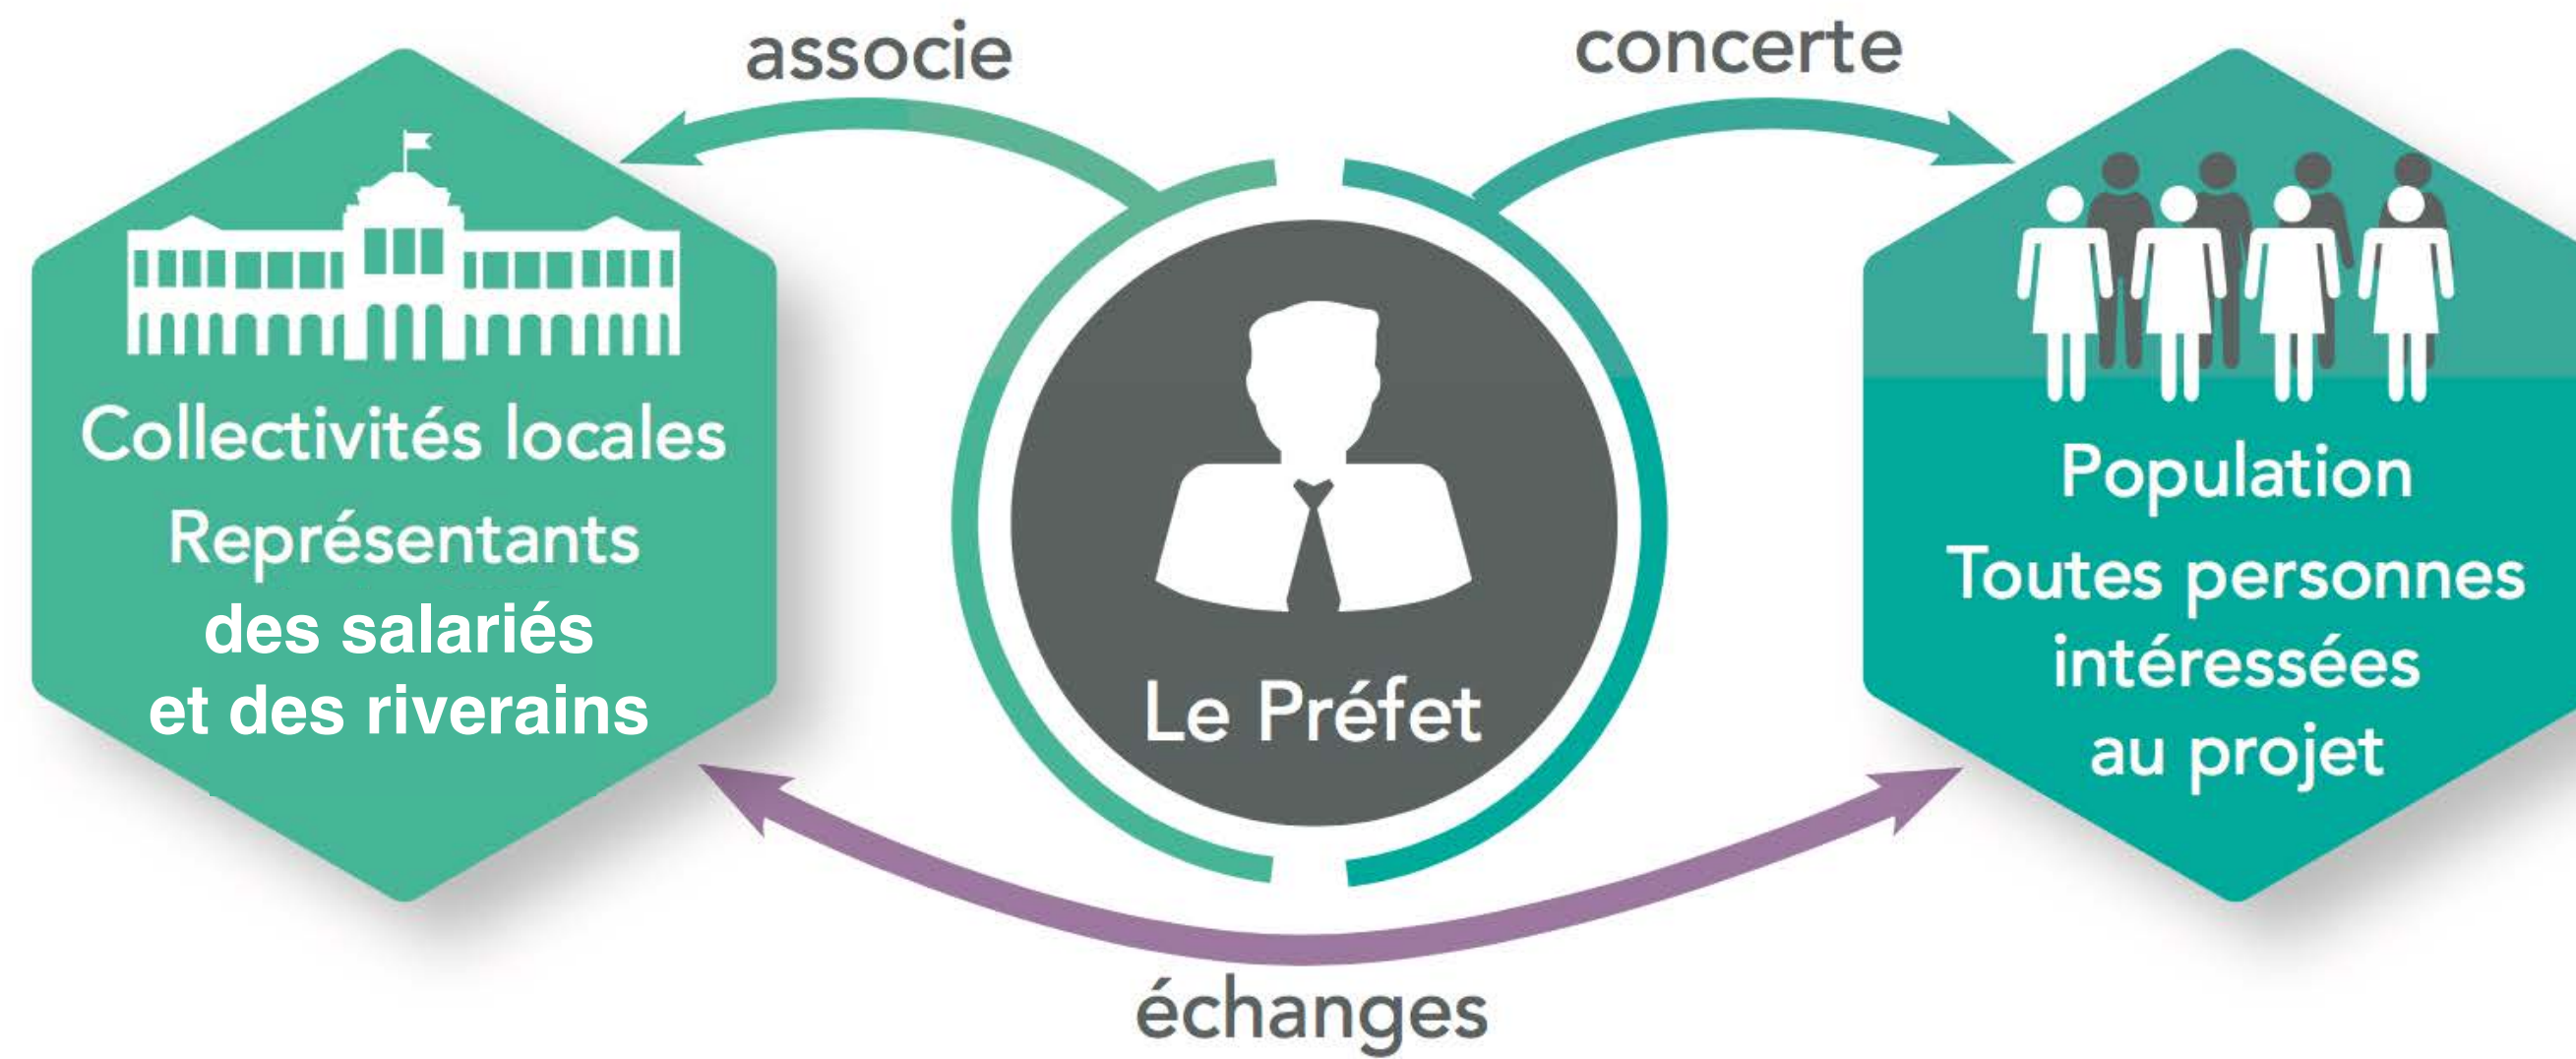 associe
concerte
Collectivités locales
Représentants
des salariés
et des riverains
Le Préfet
Population
Toutes personnes
intéressées
au projet
échanges